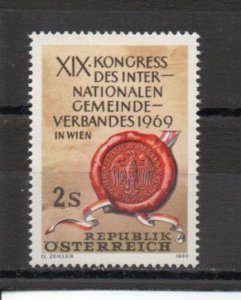 XIX·KONGRESS
DES INTER–
NATIONALEN
GEMEINDE–
VERBANDES 1969
IN WIEN
2s
REPUBLIK
ÖSTERREICH
O. ZEILLER 1969